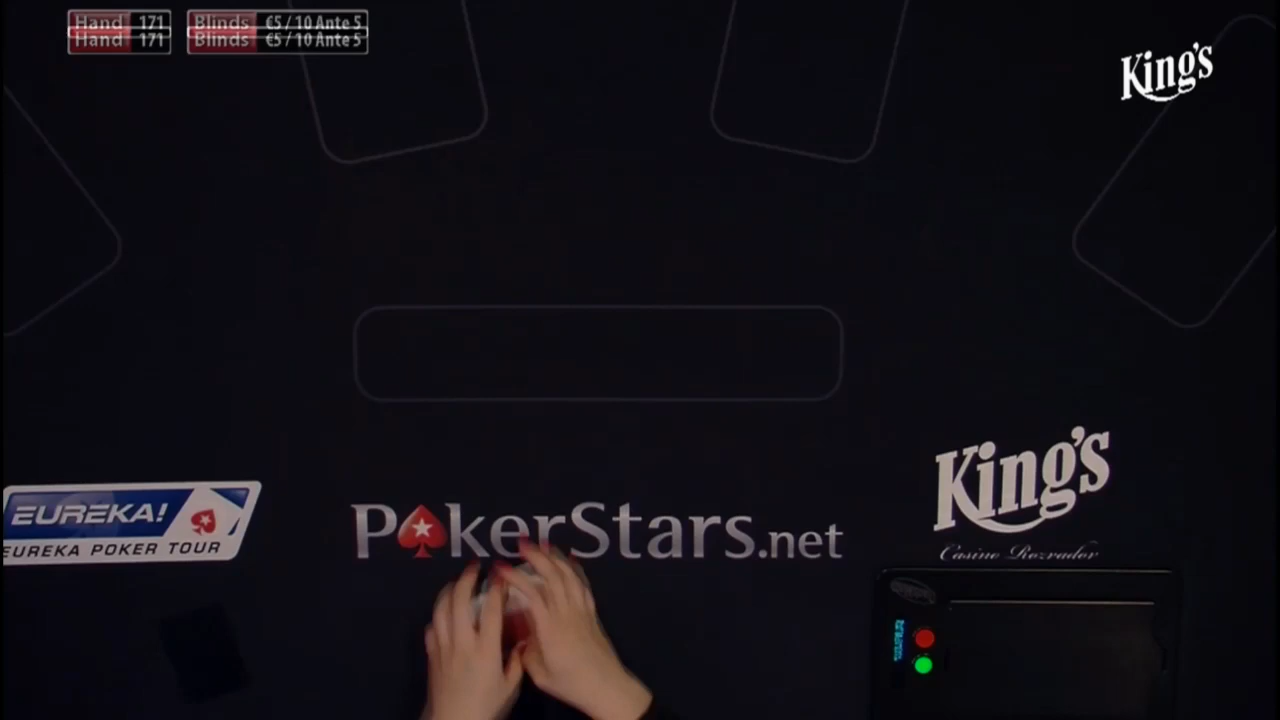 Hand 171 Blinds €5 / 10 Ante 5
Hand 171 Blinds €5 / 10 Ante 5
King's
King's
Casino Rozvadov
EUREKA!
EUREKA POKER TOUR
PokerStars.net